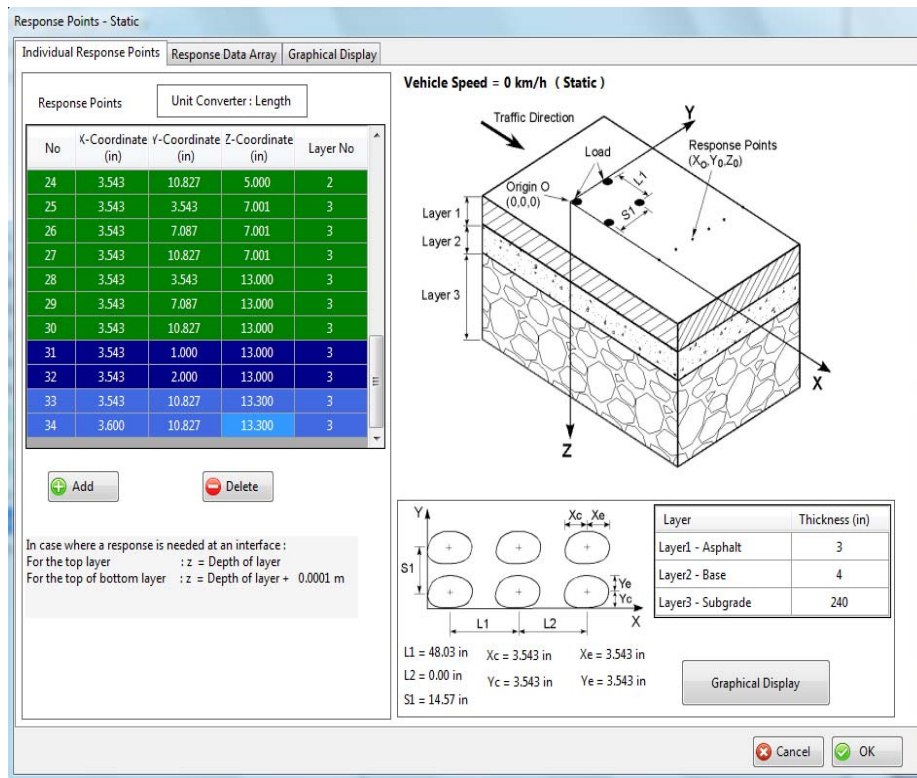 Response Points - Static
Individual Response Points Response Data Array Graphical Display
Response Points Unit Converter : Length
No X-Coordinate (in) Y-Coordinate (in) Z-Coordinate (in) Layer No
24 3.543 10.827 5.000 2
25 3.543 3.543 7.001 3
26 3.543 7.087 7.001 3
27 3.543 10.827 7.001 3
28 3.543 3.543 13.000 3
29 3.543 7.087 13.000 3
30 3.543 10.827 13.000 3
31 3.543 1.000 13.000 3
32 3.543 2.000 13.000 3
33 3.543 10.827 13.300 3
34 3.600 10.827 13.300 3
Add Delete
In case where a response is needed at an interface :
For the top layer : z = Depth of layer
For the top of bottom layer : z = Depth of layer + 0.0001 m
Vehicle Speed = 0 km/h ( Static )
Traffic Direction
Y
Load
Response Points
(Xo,Y0,Z0)
Origin O
(0,0,0)
L1
S1
Layer 1
Layer 2
Layer 3
X
Z
Y
Xc Xe
S1
Ye
Yc
X
L1 L2
L1 = 48.03 in Xc = 3.543 in Xe = 3.543 in
L2 = 0.00 in Yc = 3.543 in Ye = 3.543 in
S1 = 14.57 in
Layer Thickness (in)
Layer1 - Asphalt 3
Layer2 - Base 4
Layer3 - Subgrade 240
Graphical Display
Cancel OK